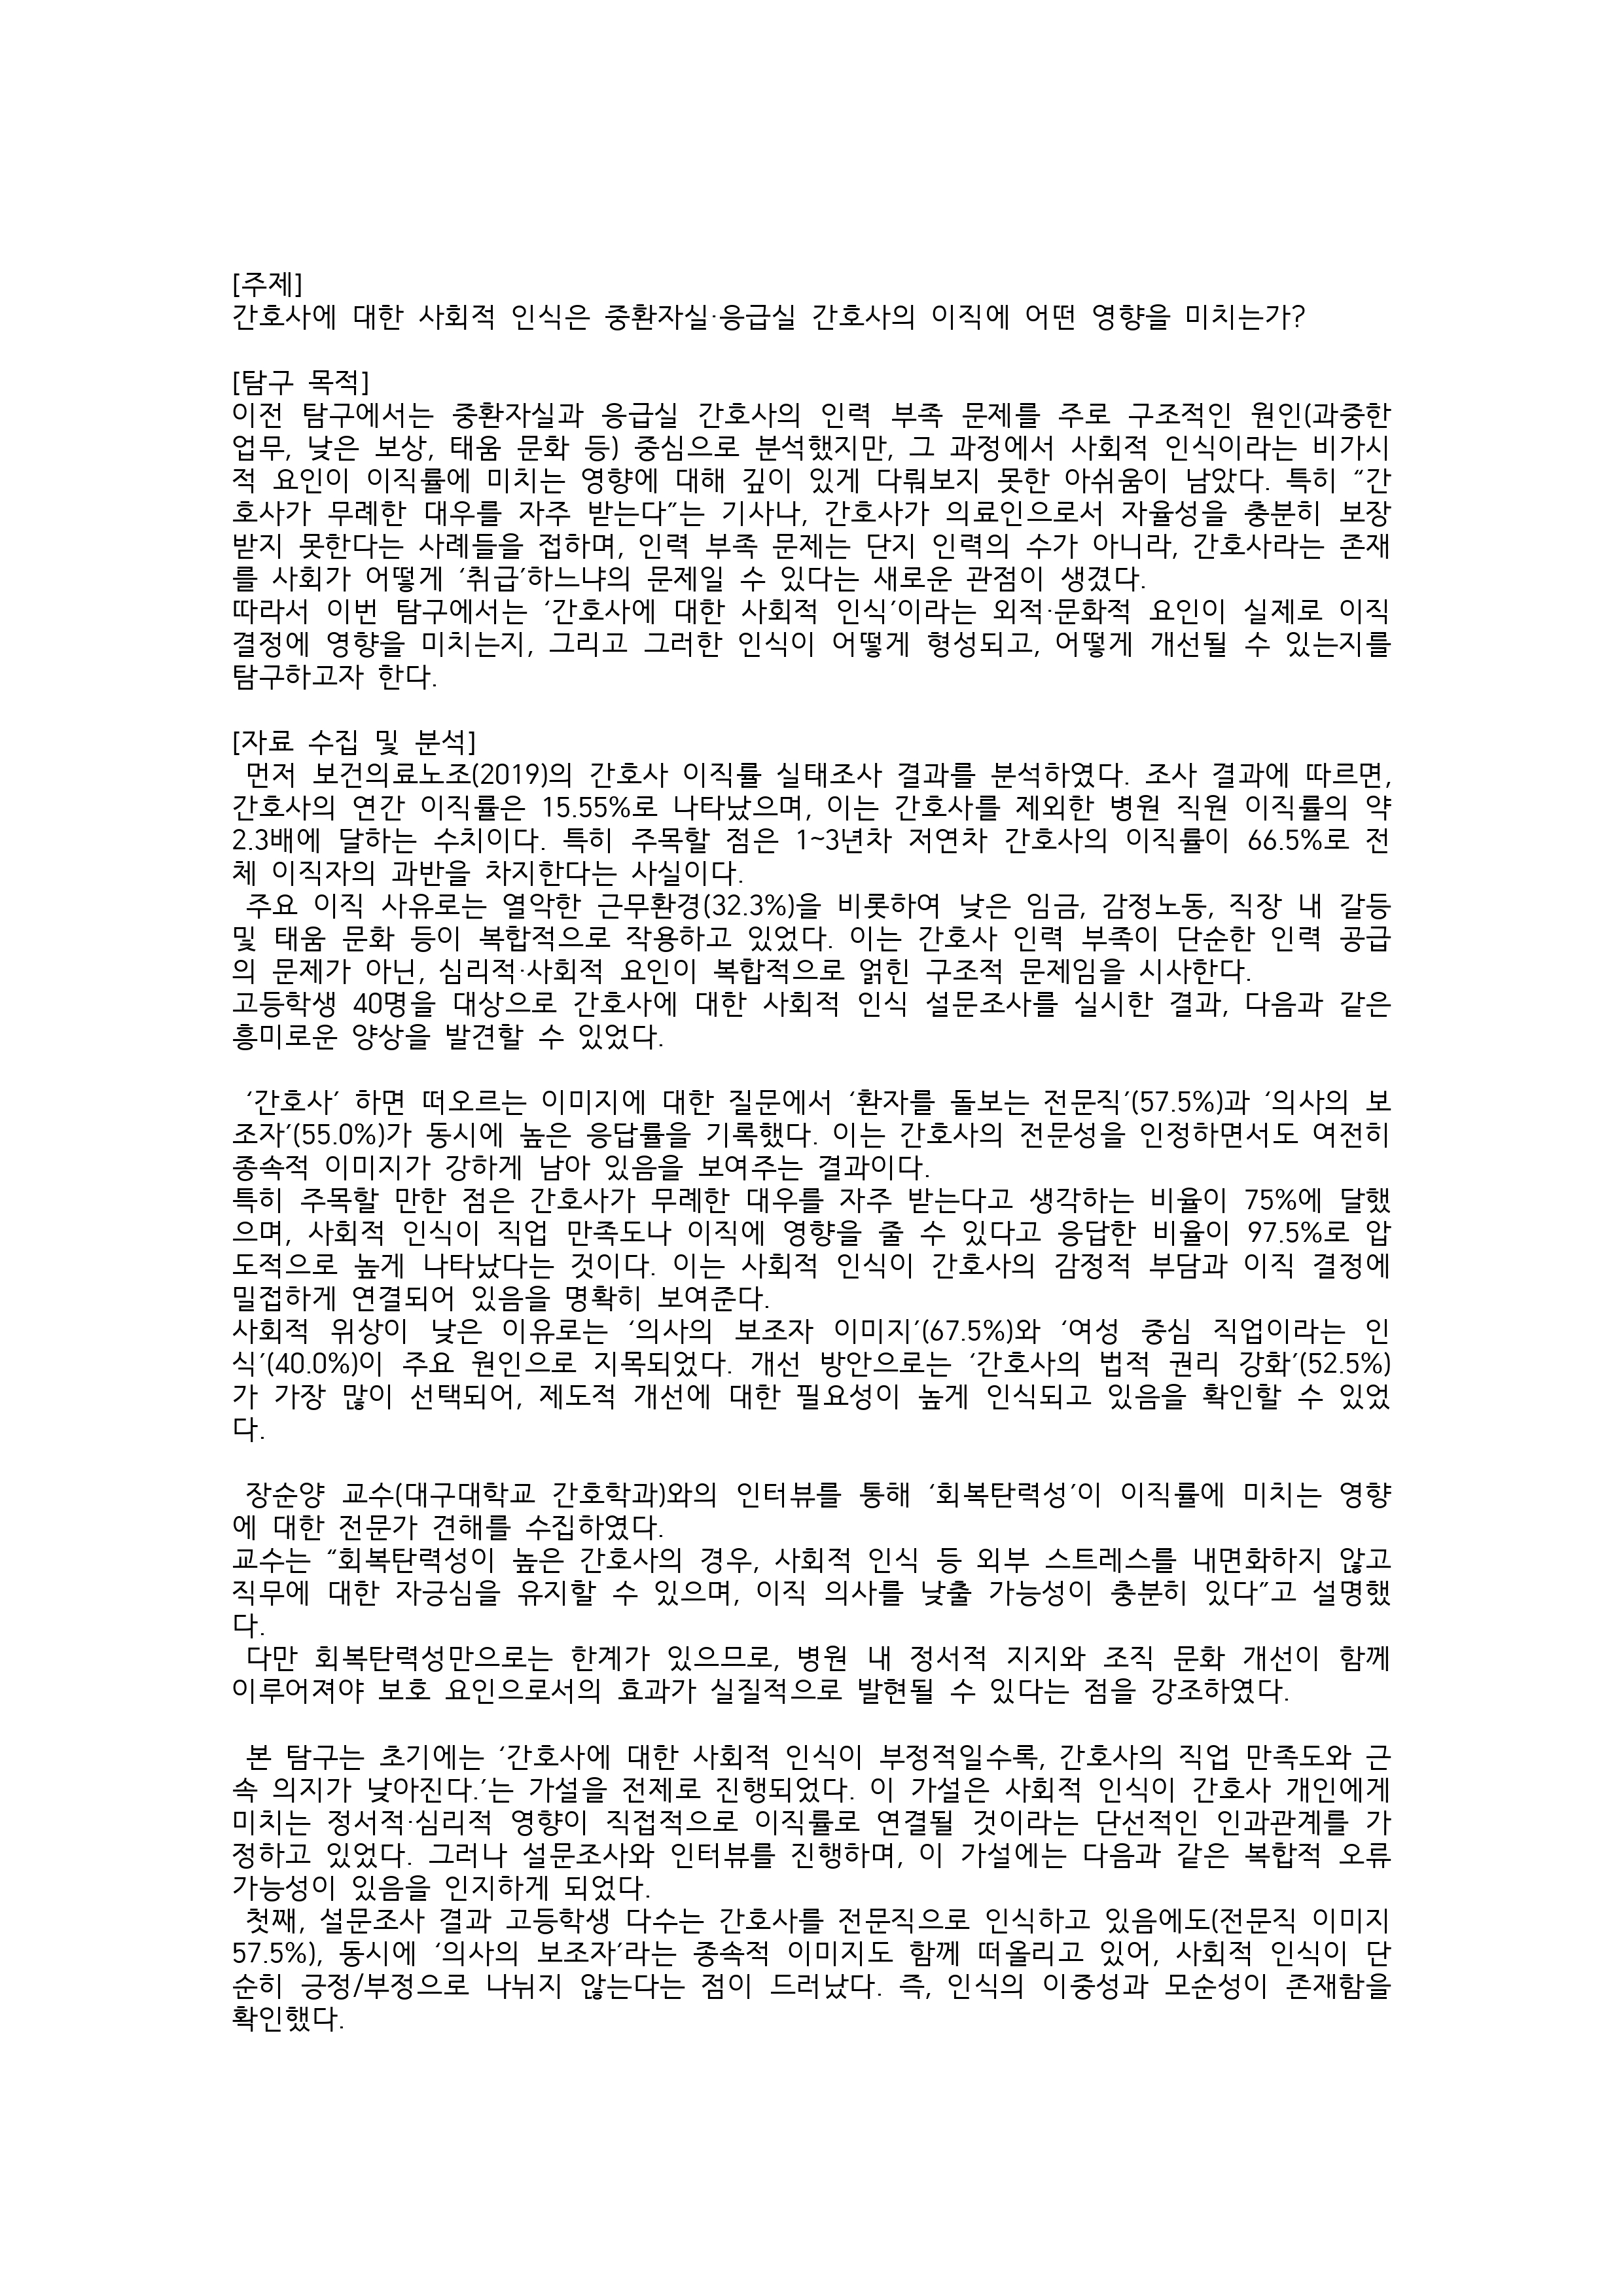 [주제]
간호사에 대한 사회적 인식은 중환자실·응급실 간호사의 이직에 어떤 영향을 미치는가?
[탐구 목적]
이전 탐구에서는 중환자실과 응급실 간호사의 인력 부족 문제를 주로 구조적인 원인(과중한
업무, 낮은 보상, 태움 문화 등) 중심으로 분석했지만, 그 과정에서 사회적 인식이라는 비가시
적 요인이 이직률에 미치는 영향에 대해 깊이 있게 다뤄보지 못한 아쉬움이 남았다. 특히 “간
호사가 무례한 대우를 자주 받는다”는 기사나, 간호사가 의료인으로서 자율성을 충분히 보장
받지 못한다는 사례들을 접하며, 인력 부족 문제는 단지 인력의 수가 아니라, 간호사라는 존재
를 사회가 어떻게 ‘취급’하느냐의 문제일 수 있다는 새로운 관점이 생겼다.
따라서 이번 탐구에서는 ‘간호사에 대한 사회적 인식’이라는 외적·문화적 요인이 실제로 이직
결정에 영향을 미치는지, 그리고 그러한 인식이 어떻게 형성되고, 어떻게 개선될 수 있는지를
탐구하고자 한다.
[자료 수집 및 분석]
먼저 보건의료노조(2019)의 간호사 이직률 실태조사 결과를 분석하였다. 조사 결과에 따르면,
간호사의 연간 이직률은 15.55%로 나타났으며, 이는 간호사를 제외한 병원 직원 이직률의 약
2.3배에 달하는 수치이다. 특히 주목할 점은 1~3년차 저연차 간호사의 이직률이 66.5%로 전
체 이직자의 과반을 차지한다는 사실이다.
주요 이직 사유로는 열악한 근무환경(32.3%)을 비롯하여 낮은 임금, 감정노동, 직장 내 갈등
및 태움 문화 등이 복합적으로 작용하고 있었다. 이는 간호사 인력 부족이 단순한 인력 공급
의 문제가 아닌, 심리적·사회적 요인이 복합적으로 얽힌 구조적 문제임을 시사한다.
고등학생 40명을 대상으로 간호사에 대한 사회적 인식 설문조사를 실시한 결과, 다음과 같은
흥미로운 양상을 발견할 수 있었다.
‘간호사’ 하면 떠오르는 이미지에 대한 질문에서 ‘환자를 돌보는 전문직’(57.5%)과 ‘의사의 보
조자’(55.0%)가 동시에 높은 응답률을 기록했다. 이는 간호사의 전문성을 인정하면서도 여전히
종속적 이미지가 강하게 남아 있음을 보여주는 결과이다.
특히 주목할 만한 점은 간호사가 무례한 대우를 자주 받는다고 생각하는 비율이 75%에 달했
으며, 사회적 인식이 직업 만족도나 이직에 영향을 줄 수 있다고 응답한 비율이 97.5%로 압
도적으로 높게 나타났다는 것이다. 이는 사회적 인식이 간호사의 감정적 부담과 이직 결정에
밀접하게 연결되어 있음을 명확히 보여준다.
사회적 위상이 낮은 이유로는 ‘의사의 보조자 이미지’(67.5%)와 ‘여성 중심 직업이라는 인
식’(40.0%)이 주요 원인으로 지목되었다. 개선 방안으로는 ‘간호사의 법적 권리 강화’(52.5%)
가 가장 많이 선택되어, 제도적 개선에 대한 필요성이 높게 인식되고 있음을 확인할 수 있었
다.
장순양 교수(대구대학교 간호학과)와의 인터뷰를 통해 ‘회복탄력성’이 이직률에 미치는 영향
에 대한 전문가 견해를 수집하였다.
교수는 “회복탄력성이 높은 간호사의 경우, 사회적 인식 등 외부 스트레스를 내면화하지 않고
직무에 대한 자긍심을 유지할 수 있으며, 이직 의사를 낮출 가능성이 충분히 있다”고 설명했
다.
다만 회복탄력성만으로는 한계가 있으므로, 병원 내 정서적 지지와 조직 문화 개선이 함께
이루어져야 보호 요인으로서의 효과가 실질적으로 발현될 수 있다는 점을 강조하였다.
본 탐구는 초기에는 ‘간호사에 대한 사회적 인식이 부정적일수록, 간호사의 직업 만족도와 근
속 의지가 낮아진다.’는 가설을 전제로 진행되었다. 이 가설은 사회적 인식이 간호사 개인에게
미치는 정서적·심리적 영향이 직접적으로 이직률로 연결될 것이라는 단선적인 인과관계를 가
정하고 있었다. 그러나 설문조사와 인터뷰를 진행하며, 이 가설에는 다음과 같은 복합적 오류
가능성이 있음을 인지하게 되었다.
첫째, 설문조사 결과 고등학생 다수는 간호사를 전문직으로 인식하고 있음에도(전문직 이미지
57.5%), 동시에 ‘의사의 보조자’라는 종속적 이미지도 함께 떠올리고 있어, 사회적 인식이 단
순히 긍정/부정으로 나뉘지 않는다는 점이 드러났다. 즉, 인식의 이중성과 모순성이 존재함을
확인했다.